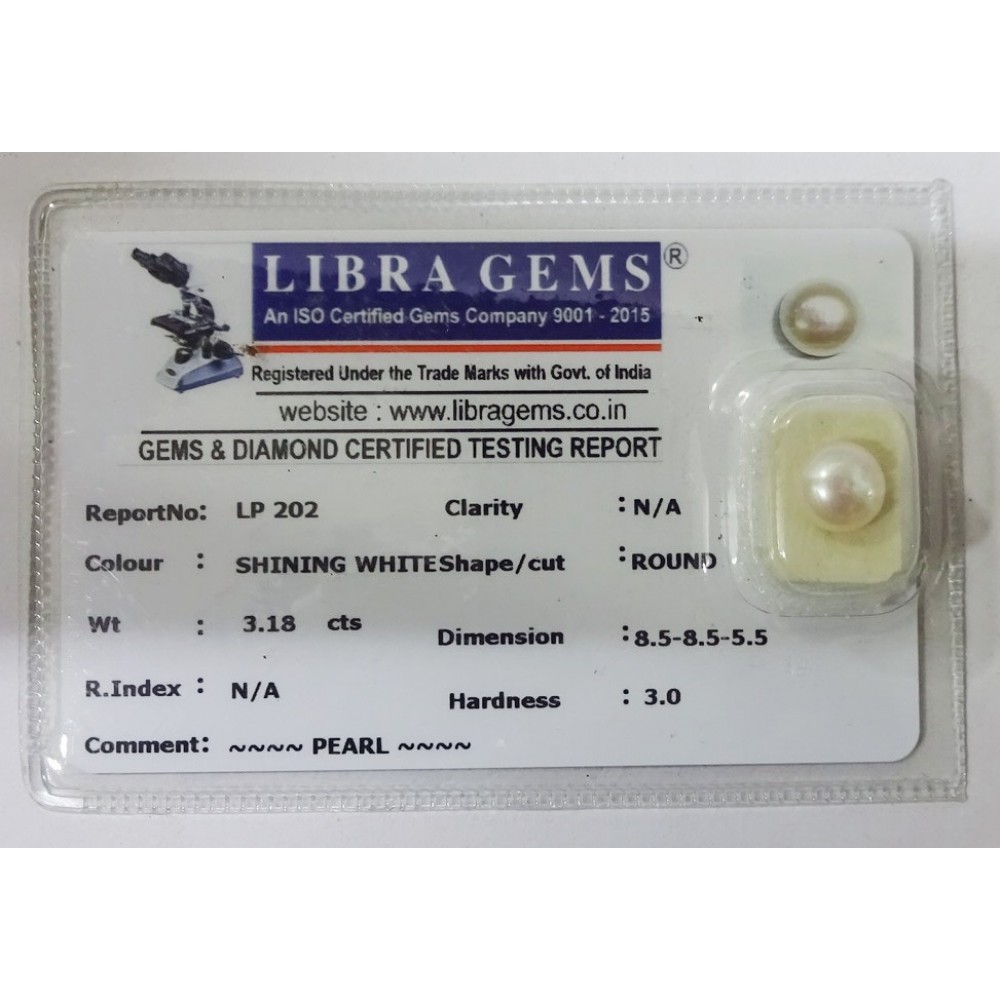 LIBRA GEMS ®
An ISO Certified Gems Company 9001 - 2015
Registered Under the Trade Marks with Govt. of India
website : www.libragems.co.in
GEMS & DIAMOND CERTIFIED TESTING REPORT
ReportNo: LP 202 Clarity : N/A
Colour : SHINING WHITE Shape/cut : ROUND
Wt : 3.18 cts Dimension : 8.5-8.5-5.5
R.Index : N/A Hardness : 3.0
Comment: ~~~~ PEARL ~~~~